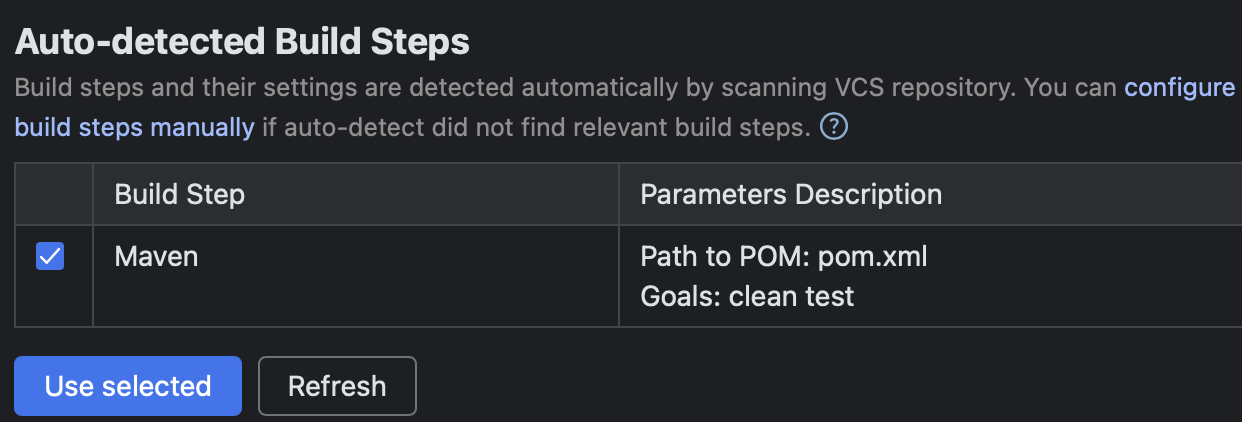 Auto-detected Build Steps
Build steps and their settings are detected automatically by scanning VCS repository. You can configure
build steps manually if auto-detect did not find relevant build steps. ?
Build Step Parameters Description
Maven Path to POM: pom.xml
Goals: clean test
Use selected Refresh